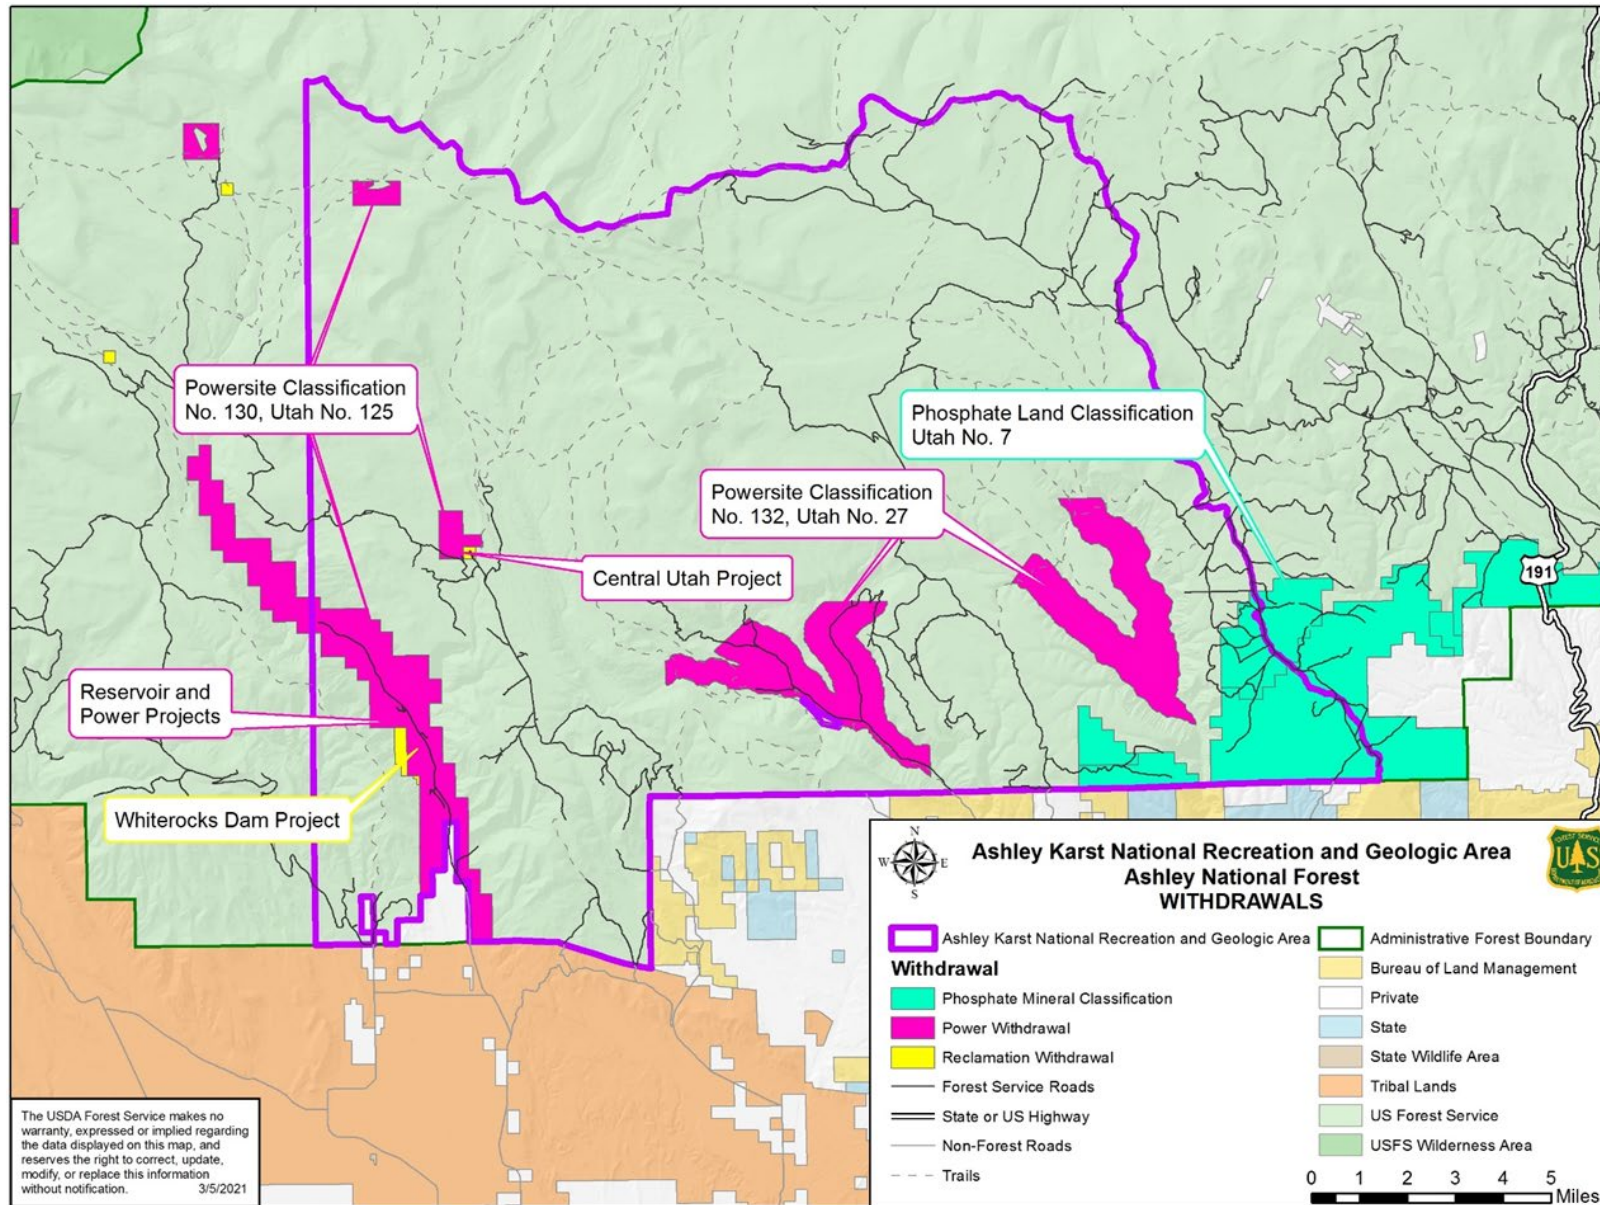 Powersite Classification
No. 130, Utah No. 125
Phosphate Land Classification
Utah No. 7
Powersite Classification
No. 132, Utah No. 27
Central Utah Project
191
Reservoir and
Power Projects
Whiterocks Dam Project
N
W E
S
Ashley Karst National Recreation and Geologic Area
Ashley National Forest
WITHDRAWALS
FOREST SERVICE
U S
DEPARTMENT OF AGRICULTURE
Ashley Karst National Recreation and Geologic Area
Withdrawal
Phosphate Mineral Classification
Power Withdrawal
Reclamation Withdrawal
Forest Service Roads
State or US Highway
Non-Forest Roads
Trails
Administrative Forest Boundary
Bureau of Land Management
Private
State
State Wildlife Area
Tribal Lands
US Forest Service
USFS Wilderness Area
0 1 2 3 4 5
Miles
The USDA Forest Service makes no
warranty, expressed or implied regarding
the data displayed on this map, and
reserves the right to correct, update,
modify, or replace this information
without notification. 3/5/2021